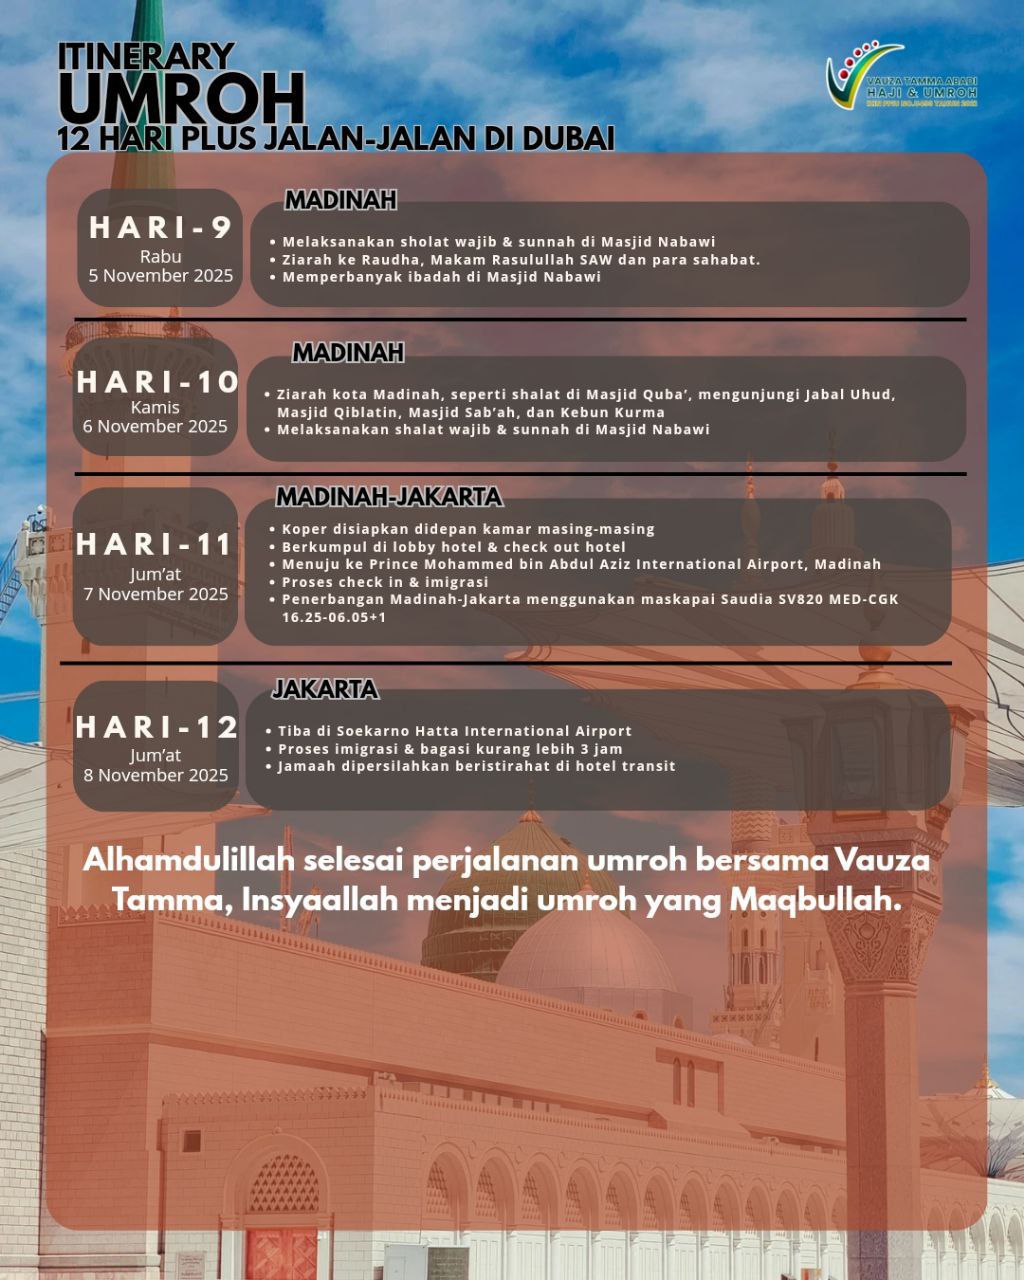 ITINERARY
UMROH
12 HARI PLUS JALAN-JALAN DI DUBAI
VAUZA TAMMA ABADI
HAJI & UMROH
HARI-9
Rabu
5 November 2025
MADINAH
• Melaksanakan sholat wajib & sunnah di Masjid Nabawi
• Ziarah ke Raudha, Makam Rasulullah SAW dan para sahabat.
• Memperbanyak ibadah di Masjid Nabawi
HARI-10
Kamis
6 November 2025
MADINAH
• Ziarah kota Madinah, seperti shalat di Masjid Quba’, mengunjungi Jabal Uhud,
Masjid Qiblatin, Masjid Sab’ah, dan Kebun Kurma
• Melaksanakan shalat wajib & sunnah di Masjid Nabawi
HARI-11
Jum’at
7 November 2025
MADINAH-JAKARTA
• Koper disiapkan didepan kamar masing-masing
• Berkumpul di lobby hotel & check out hotel
• Menuju ke Prince Mohammed bin Abdul Aziz International Airport, Madinah
• Proses check in & imigrasi
• Penerbangan Madinah-Jakarta menggunakan maskapai Saudia SV820 MED-CGK
16.25-06.05+1
HARI-12
Jum’at
8 November 2025
JAKARTA
• Tiba di Soekarno Hatta International Airport
• Proses imigrasi & bagasi kurang lebih 3 jam
• Jamaah dipersilahkan beristirahat di hotel transit
Alhamdulillah selesai perjalanan umroh bersama Vauza
Tamma, Insyaallah menjadi umroh yang Maqbullah.